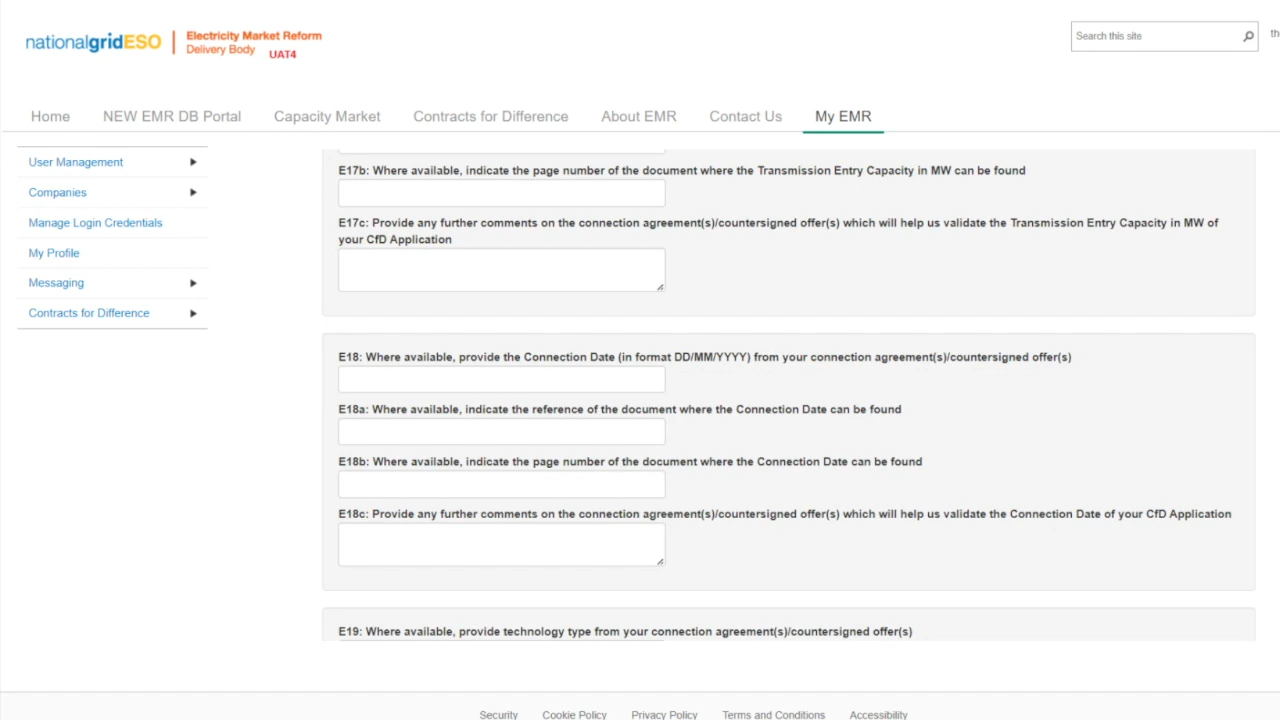 nationalgridESO
Electricity Market Reform
Delivery Body
UAT4
Search this site
th
Home
NEW EMR DB Portal
Capacity Market
Contracts for Difference
About EMR
Contact Us
My EMR
User Management
Companies
Manage Login Credentials
My Profile
Messaging
Contracts for Difference
E17b: Where available, indicate the page number of the document where the Transmission Entry Capacity in MW can be found
E17c: Provide any further comments on the connection agreement(s)/countersigned offer(s) which will help us validate the Transmission Entry Capacity in MW of
your CfD Application
E18: Where available, provide the Connection Date (in format DD/MM/YYYY) from your connection agreement(s)/countersigned offer(s)
E18a: Where available, indicate the reference of the document where the Connection Date can be found
E18b: Where available, indicate the page number of the document where the Connection Date can be found
E18c: Provide any further comments on the connection agreement(s)/countersigned offer(s) which will help us validate the Connection Date of your CfD Application
E19: Where available, provide technology type from your connection agreement(s)/countersigned offer(s)
Security
Cookie Policy
Privacy Policy
Terms and Conditions
Accessibility